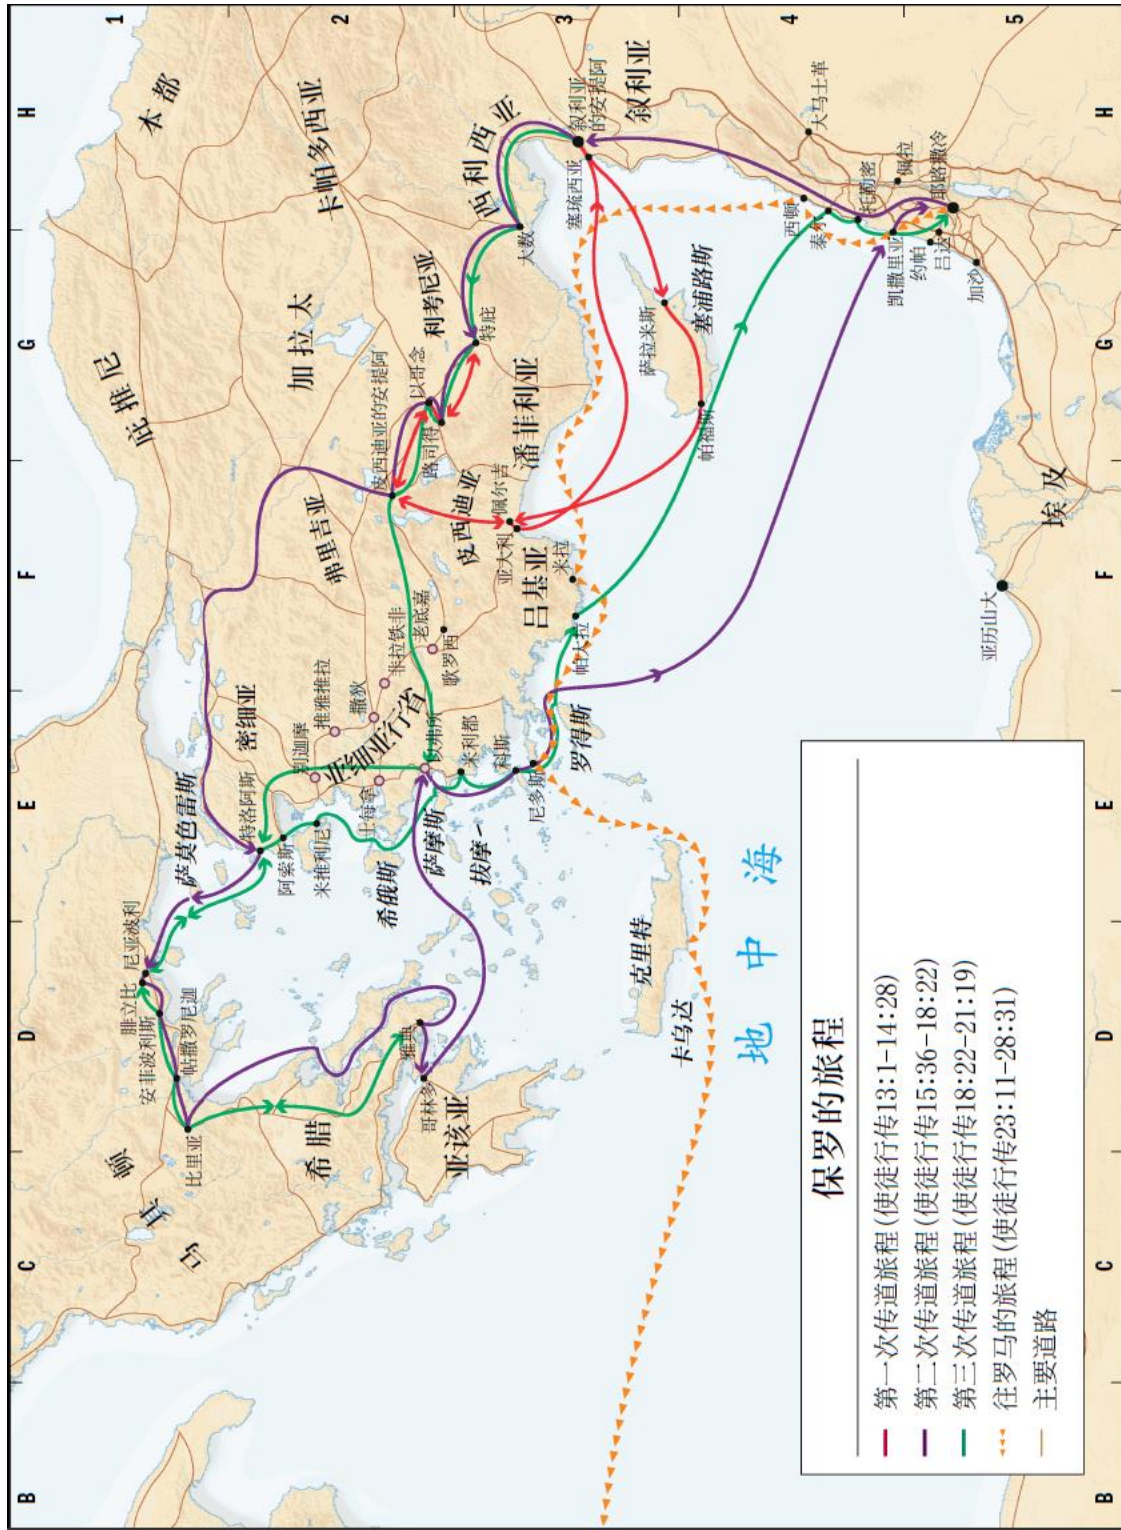 B
C
D
E
F
G
H
1
2
3
4
5
本都
庇推尼
卡帕多西亚
加拉太
西利西亚
叙利亚
叙利亚
的安提阿
塞琉西亚
大数
利考尼亚
特庇
以哥念
路司得
皮西迪亚的安提阿
皮西迪亚
潘菲利亚
弗里吉亚
佩尔吉
亚大利
吕基亚
米拉
帕大拉
老底嘉
歌罗西
菲拉铁非
撒狄
推雅推拉
别迦摩
密细亚
亚细亚行省
以弗所
士每拿
米利都
科斯
尼多斯
罗得斯
特洛阿斯
阿索斯
米推利尼
萨莫色雷斯
希俄斯
萨摩斯
拔摩
尼亚波利
腓立比
安菲波利斯
帖撒罗尼迦
比里亚
马其顿
希腊
雅典
哥林多
亚该亚
克里特
卡乌达
地中海
塞浦路斯
萨拉米斯
帕福斯
大马士革
西顿
泰尔
托勒密
佩拉
凯撒里亚
耶路撒冷
约帕
吕达
加沙
埃及
亚历山大
保罗的旅程
第一次传道旅程(使徒行传13:1-14:28)
第二次传道旅程(使徒行传15:36-18:22)
第三次传道旅程(使徒行传18:22-21:19)
往罗马的旅程(使徒行传23:11-28:31)
主要道路
B
C
D
E
F
G
H